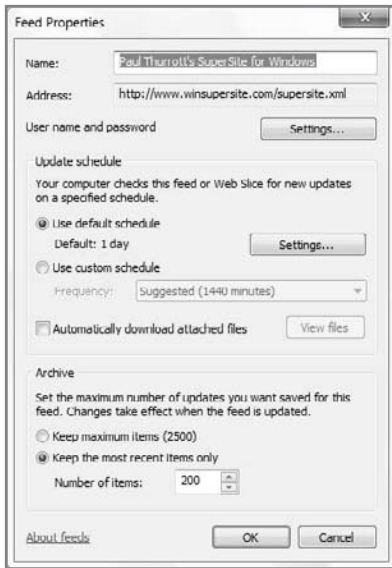 Feed Properties
Name: Paul Thurrott's SuperSite for Windows
Address: http://www.winsupersite.com/supersite.xml
User name and password Settings...
Update schedule
Your computer checks this feed or Web Slice for new updates
on a specified schedule.
Use default schedule
Default: 1 day Settings...
Use custom schedule
Frequency: Suggested (1440 minutes)
Automatically download attached files View files
Archive
Set the maximum number of updates you want saved for this
feed. Changes take effect when the feed is updated.
Keep maximum items (2500)
Keep the most recent items only
Number of items: 200
About feeds OK Cancel